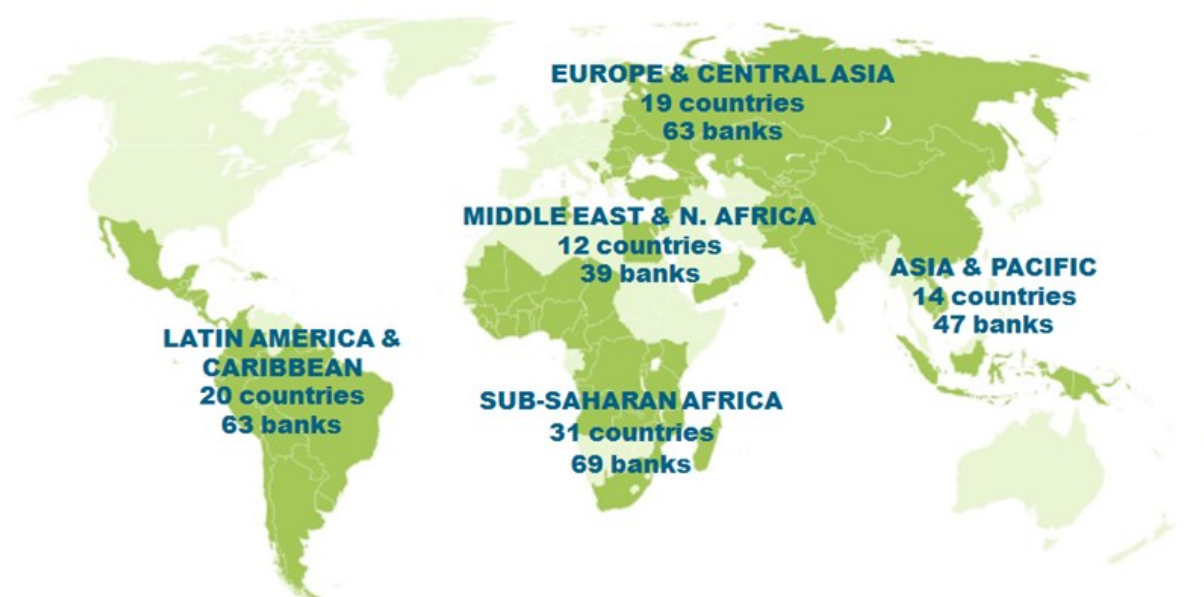 EUROPE & CENTRAL ASIA
19 countries
63 banks
MIDDLE EAST & N. AFRICA
12 countries
39 banks
ASIA & PACIFIC
14 countries
47 banks
LATIN AMERICA &
CARIBBEAN
20 countries
63 banks
SUB-SAHARAN AFRICA
31 countries
69 banks